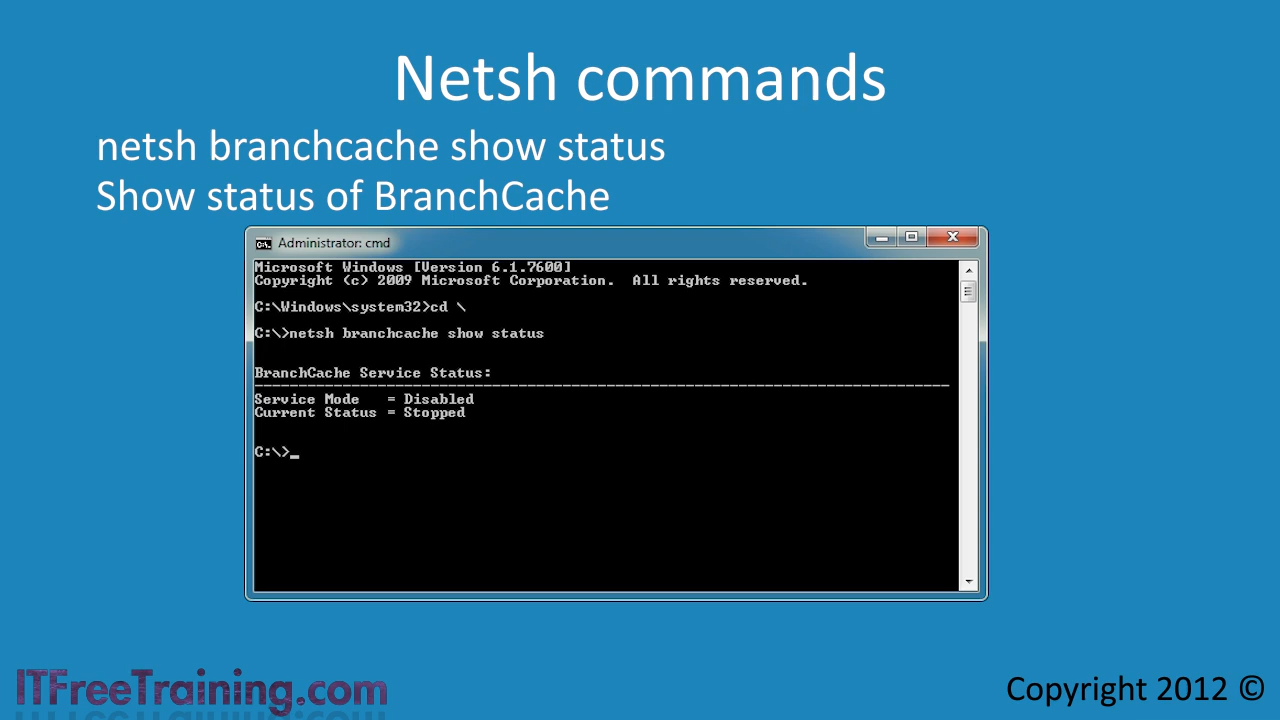 Netsh commands
netsh branchcache show status
Show status of BranchCache
Administrator: cmd
Microsoft Windows [Version 6.1.7600]
Copyright (c) 2009 Microsoft Corporation.  All rights reserved.
C:\Windows\system32>cd \
C:\>netsh branchcache show status
BranchCache Service Status:
-------------------------------------------------------------------------------
Service Mode   = Disabled
Current Status = Stopped
C:\>_
ITFreeTraining.com
Copyright 2012 ©